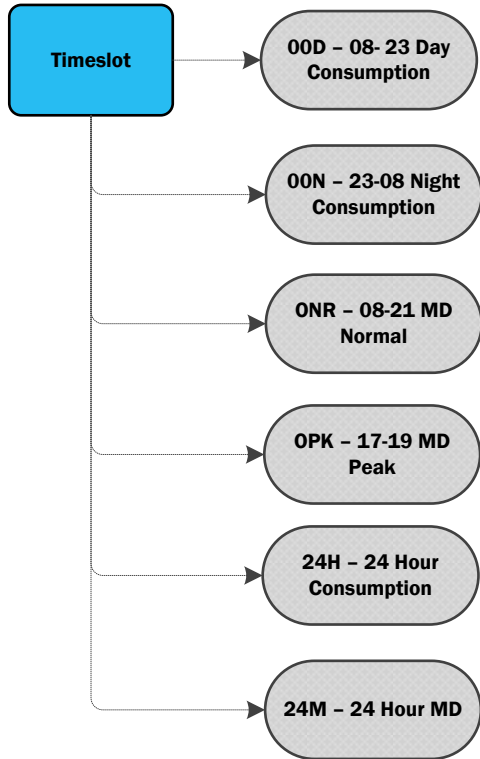 Timeslot
00D – 08- 23 Day
Consumption
00N – 23-08 Night
Consumption
0NR – 08-21 MD
Normal
0PK – 17-19 MD
Peak
24H – 24 Hour
Consumption
24M – 24 Hour MD